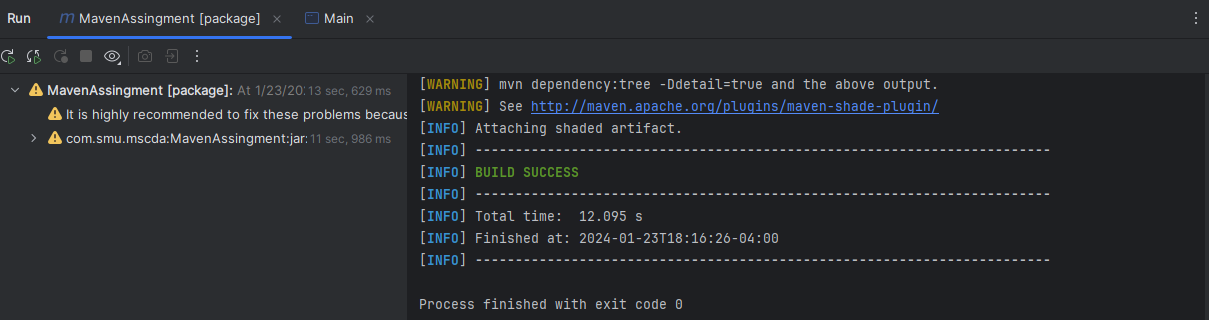 Run MavenAssingment [package] Main
MavenAssingment [package]: At 1/23/20 13 sec, 629 ms
It is highly recommended to fix these problems becau
com.smu.mscda:MavenAssingment:jar 11 sec, 986 ms
[WARNING] mvn dependency:tree -Ddetail=true and the above output.
[WARNING] See http://maven.apache.org/plugins/maven-shade-plugin/
[INFO] Attaching shaded artifact.
[INFO] ------------------------------------------------------------------------
[INFO] BUILD SUCCESS
[INFO] ------------------------------------------------------------------------
[INFO] Total time:  12.095 s
[INFO] Finished at: 2024-01-23T18:16:26-04:00
[INFO] ------------------------------------------------------------------------
Process finished with exit code 0